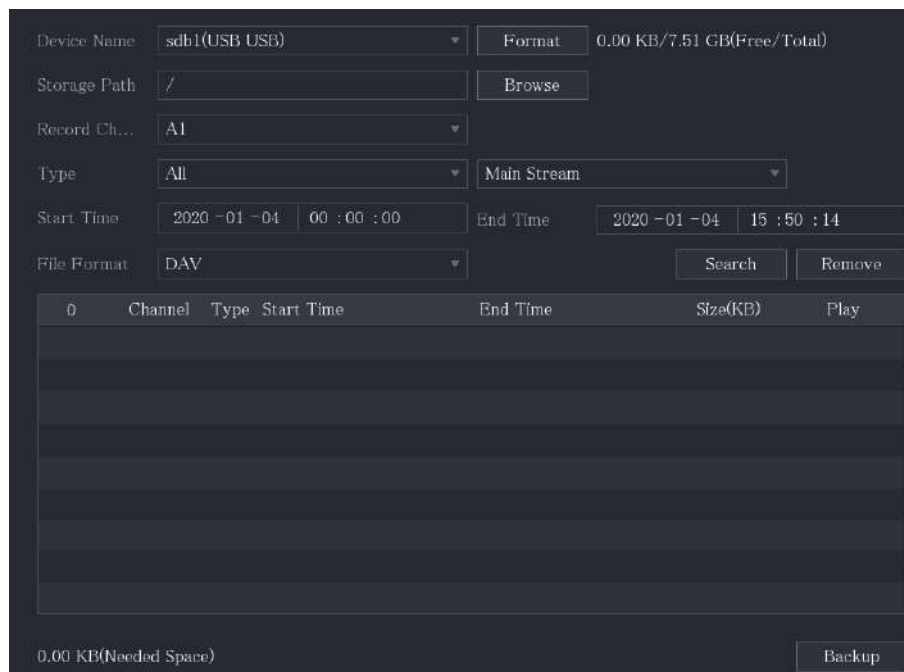 Device Name sdb1(USB USB) Format 0.00 KB/7.51 GB(Free/Total)
Storage Path / Browse
Record Ch... A1
Type All Main Stream
Start Time 2020 -01 -04 00 :00 :00 End Time 2020 -01 -04 15 :50 :14
File Format DAV Search Remove
0 Channel Type Start Time End Time Size(KB) Play
0.00 KB(Needed Space) Backup